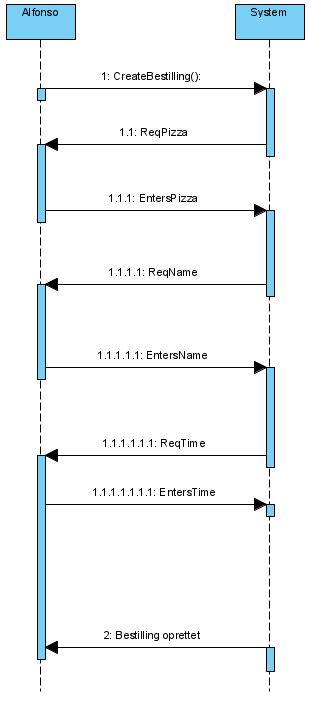 Alfonso
System
1: CreateBestilling():
1.1: ReqPizza
1.1.1: EntersPizza
1.1.1.1: ReqName
1.1.1.1.1: EntersName
1.1.1.1.1.1: ReqTime
1.1.1.1.1.1.1: EntersTime
2: Bestilling oprettet